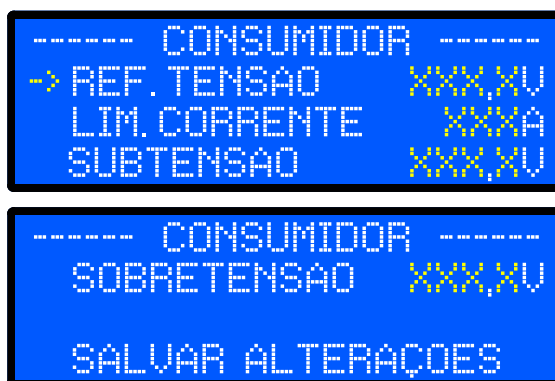 ------ CONSUMIDOR ------
-> REF. TENSAO XXX,XV
LIM. CORRENTE XXXA
SUBTENSAO XXX,XV
------ CONSUMIDOR ------
SOBRETENSAO XXX,XV
SALVAR ALTERAÇOES